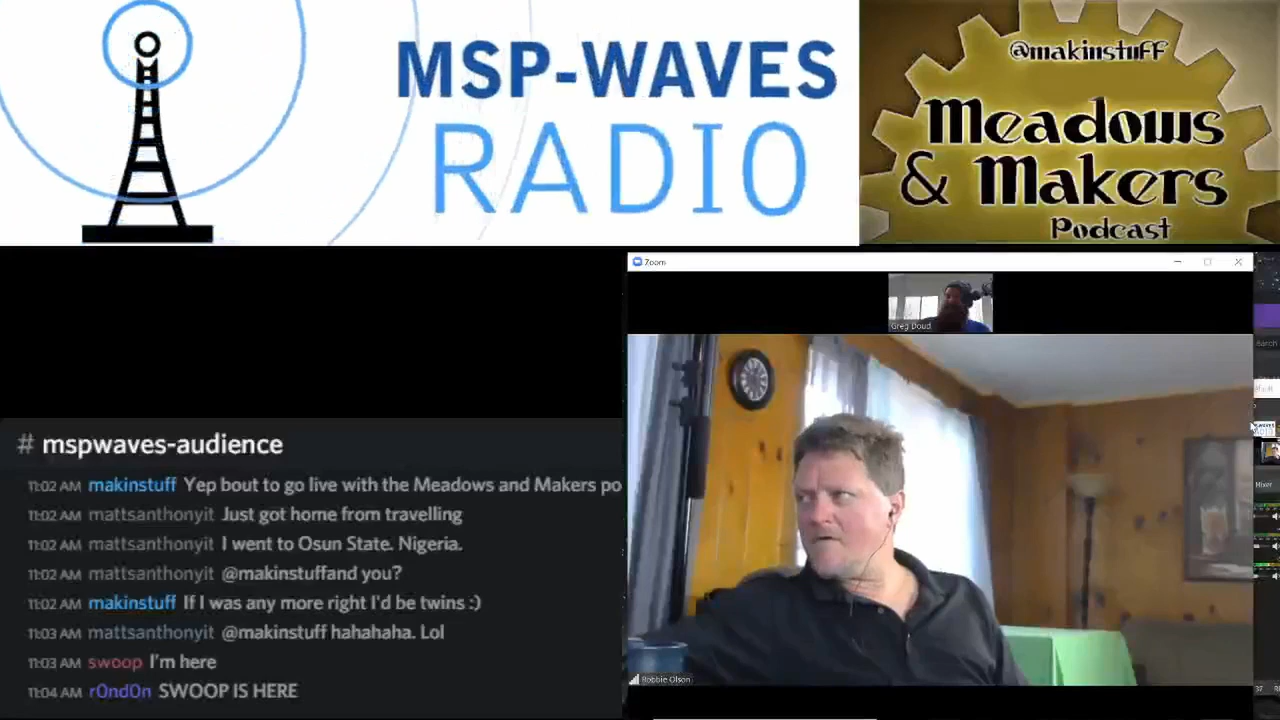 MSP-WAVES
RADIO
@makinstuff
Meadows
& Makers
Podcast
Zoom
Greg Doud
# mspwaves-audience
11:02 AM makinstuff Yep bout to go live with the Meadows and Makers po
11:02 AM mattsanthonyit Just got home from travelling
11:02 AM mattsanthonyit I went to Osun State. Nigeria.
11:02 AM mattsanthonyit @makinstuffand you?
11:02 AM makinstuff If I was any more right I'd be twins :)
11:03 AM mattsanthonyit @makinstuff hahahaha. Lol
11:03 AM swoop I'm here
11:04 AM r0nd0n SWOOP IS HERE
Robbie Olson
Mixer